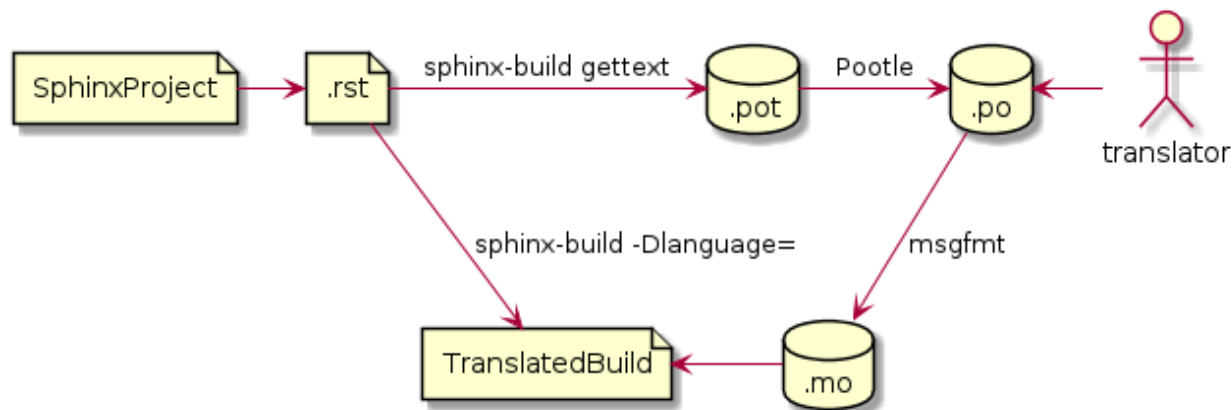 sphinx-build gettext
Pootle
SphinxProject
.rst
.pot
.po
translator
sphinx-build -Dlanguage=
msgfmt
TranslatedBuild
.mo